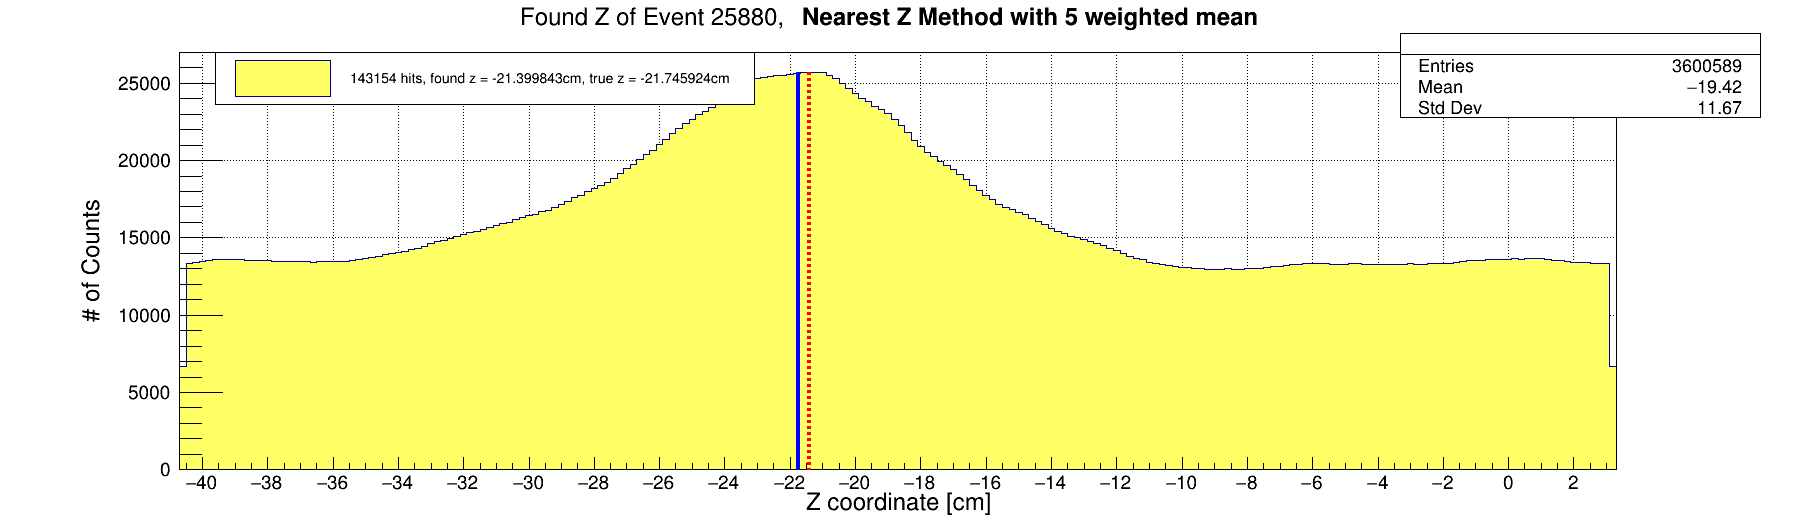 Found Z of Event 25880, Nearest Z Method with 5 weighted mean
143154 hits, found z = -21.399843cm, true z = -21.745924cm
Entries 3600589
Mean −19.42
Std Dev 11.67
25000
20000
15000
10000
5000
0
# of Counts
−40 −38 −36 −34 −32 −30 −28 −26 −24 −22 −20 −18 −16 −14 −12 −10 −8 −6 −4 −2 0 2
Z coordinate [cm]